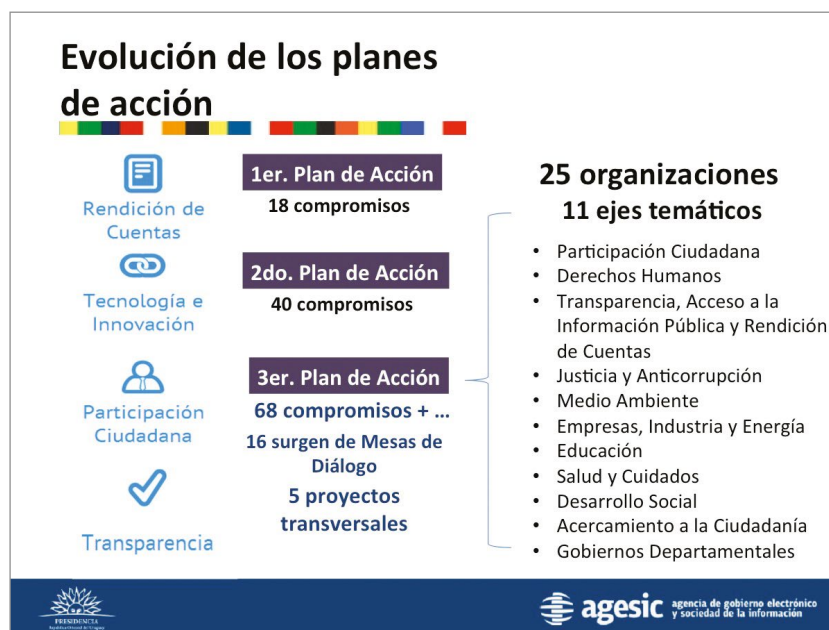 Evolución de los planes
de acción
Rendición de
Cuentas
Tecnología e
Innovación
Participación
Ciudadana
Transparencia
1er. Plan de Acción
18 compromisos
2do. Plan de Acción
40 compromisos
3er. Plan de Acción
68 compromisos + ...
16 surgen de Mesas de
Diálogo
5 proyectos
transversales
25 organizaciones
11 ejes temáticos
• Participación Ciudadana
• Derechos Humanos
• Transparencia, Acceso a la
Información Pública y Rendición
de Cuentas
• Justicia y Anticorrupción
• Medio Ambiente
• Empresas, Industria y Energía
• Educación
• Salud y Cuidados
• Desarrollo Social
• Acercamiento a la Ciudadanía
• Gobiernos Departamentales
PRESIDENCIA
agesic
agencia de gobierno electrónico
y sociedad de la información